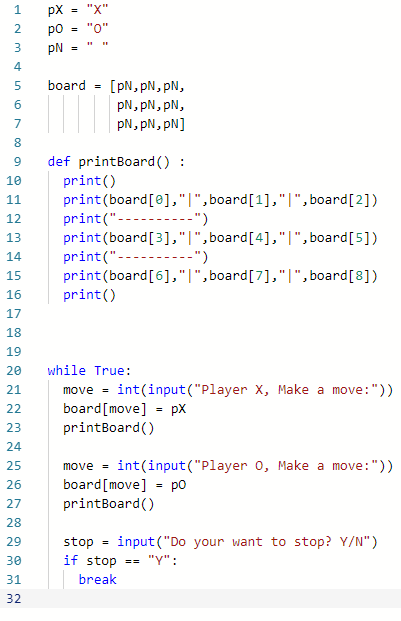 1 pX = "X"
2 pO = "O"
3 pN = " "
4
5 board = [pN,pN,pN,
6 pN,pN,pN,
7 pN,pN,pN]
8
9 def printBoard() :
10 print()
11 print(board[0],"|",board[1],"|",board[2])
12 print("----------")
13 print(board[3],"|",board[4],"|",board[5])
14 print("----------")
15 print(board[6],"|",board[7],"|",board[8])
16 print()
17
18
19
20 while True:
21 move = int(input("Player X, Make a move:"))
22 board[move] = pX
23 printBoard()
24
25 move = int(input("Player O, Make a move:"))
26 board[move] = pO
27 printBoard()
28
29 stop = input("Do your want to stop? Y/N")
30 if stop == "Y":
31 break
32